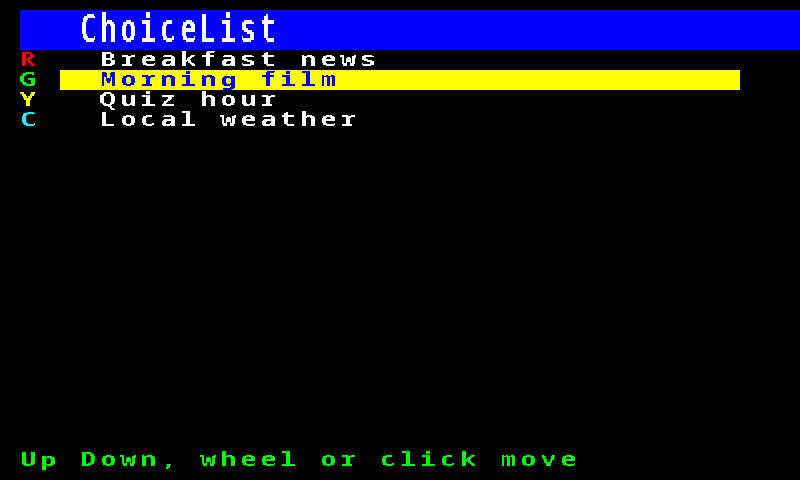 ChoiceList
R Breakfast news
G Morning film
Y Quiz hour
C Local weather
Up Down, wheel or click move